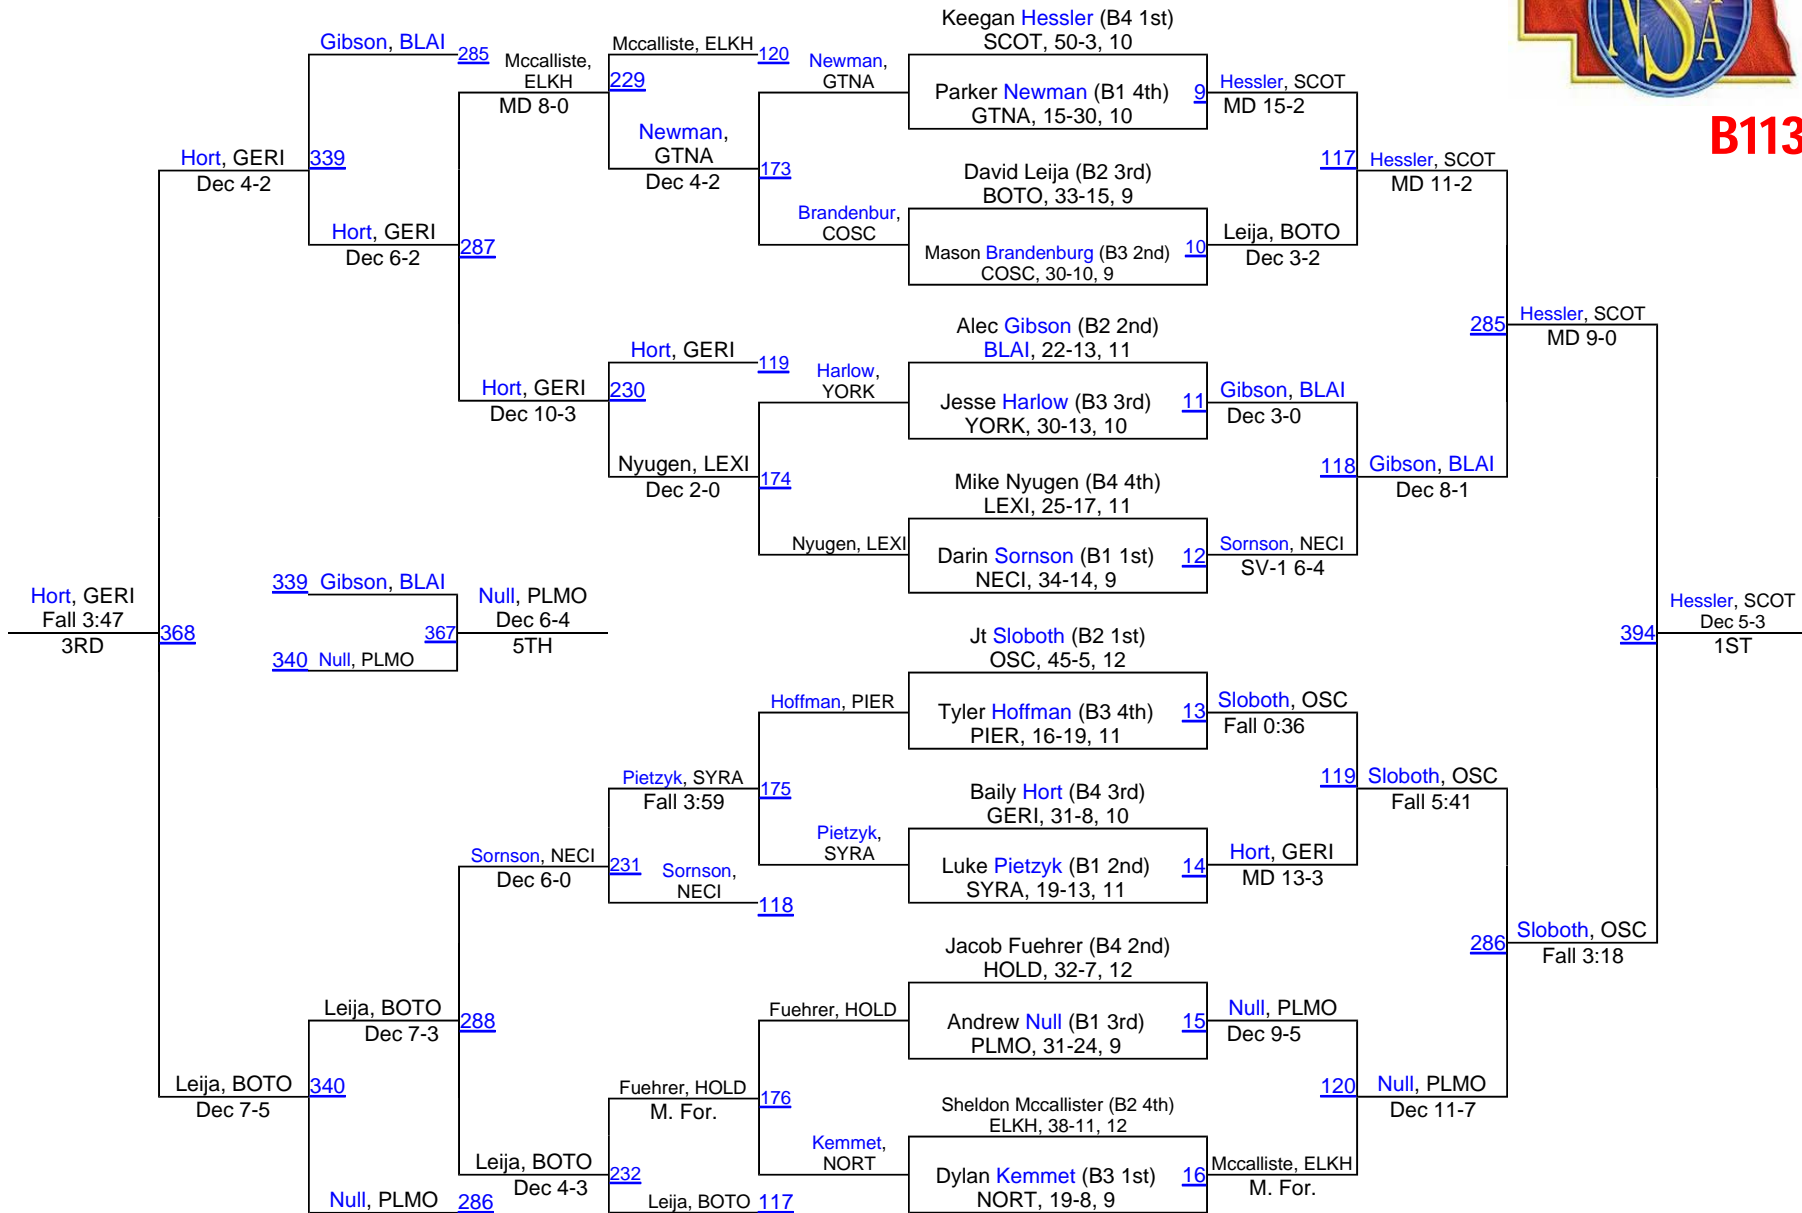 NSAA
B113
Keegan Hessler (B4 1st)
SCOT, 50-3, 10
Parker Newman (B1 4th)
GTNA, 15-30, 10
9
David Leija (B2 3rd)
BOTO, 33-15, 9
Mason Brandenburg (B3 2nd)
COSC, 30-10, 9
10
Alec Gibson (B2 2nd)
BLAI, 22-13, 11
Jesse Harlow (B3 3rd)
YORK, 30-13, 10
11
Mike Nyugen (B4 4th)
LEXI, 25-17, 11
Darin Sornson (B1 1st)
NECI, 34-14, 9
12
Jt Sloboth (B2 1st)
OSC, 45-5, 12
Tyler Hoffman (B3 4th)
PIER, 16-19, 11
13
Baily Hort (B4 3rd)
GERI, 31-8, 10
Luke Pietzyk (B1 2nd)
SYRA, 19-13, 11
14
Jacob Fuehrer (B4 2nd)
HOLD, 32-7, 12
Andrew Null (B1 3rd)
PLMO, 31-24, 9
15
Sheldon Mccallister (B2 4th)
ELKH, 38-11, 12
Dylan Kemmet (B3 1st)
NORT, 19-8, 9
16
Hessler, SCOT
MD 15-2
117
Leija, BOTO
Dec 3-2
Gibson, BLAI
Dec 3-0
118
Sornson, NECI
SV-1 6-4
Sloboth, OSC
Fall 0:36
119
Hort, GERI
MD 13-3
Null, PLMO
Dec 9-5
120
Mccalliste, ELKH
M. For.
Hessler, SCOT
MD 11-2
285
Gibson, BLAI
Dec 8-1
Sloboth, OSC
Fall 5:41
286
Null, PLMO
Dec 11-7
Hessler, SCOT
MD 9-0
394
Sloboth, OSC
Fall 3:18
Hessler, SCOT
Dec 5-3
1ST
Newman,
GTNA
173
Brandenbur,
COSC
Harlow,
YORK
174
Nyugen, LEXI
Hoffman, PIER
175
Pietzyk,
SYRA
Fuehrer, HOLD
176
Kemmet,
NORT
Mccalliste, ELKH
120
229
Newman,
GTNA
Dec 4-2
Hort, GERI
119
230
Nyugen, LEXI
Dec 2-0
Pietzyk, SYRA
Fall 3:59
231
Sornson,
NECI
118
Fuehrer, HOLD
M. For.
232
Leija, BOTO
117
Mccalliste,
ELKH
MD 8-0
287
Hort, GERI
Dec 10-3
Sornson, NECI
Dec 6-0
288
Leija, BOTO
Dec 4-3
Gibson, BLAI
285
339
Hort, GERI
Dec 6-2
Leija, BOTO
Dec 7-3
340
Null, PLMO
286
Hort, GERI
Dec 4-2
368
Leija, BOTO
Dec 7-5
Hort, GERI
Fall 3:47
3RD
339
Gibson, BLAI
367
340
Null, PLMO
Null, PLMO
Dec 6-4
5TH